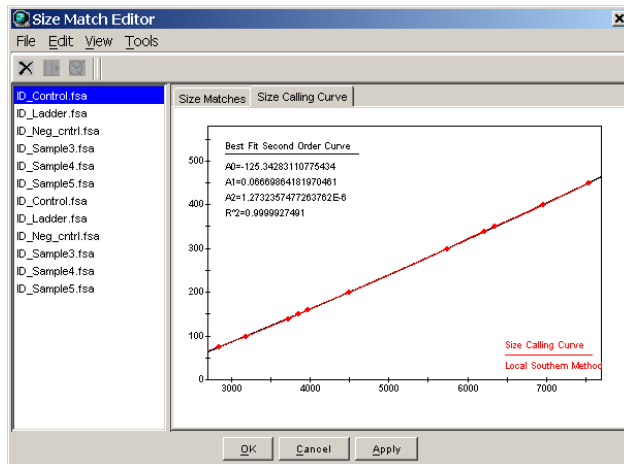 Size Match Editor
File Edit View Tools
ID_Control.fsa
ID_Ladder.fsa
ID_Neg_cntrl.fsa
ID_Sample3.fsa
ID_Sample4.fsa
ID_Sample5.fsa
ID_Control.fsa
ID_Ladder.fsa
ID_Neg_cntrl.fsa
ID_Sample3.fsa
ID_Sample4.fsa
ID_Sample5.fsa
Size Matches Size Calling Curve
Best Fit Second Order Curve
A0=-125.34283110775434
A1=0.06669864181970461
A2=1.2732357477263762E-6
R^2=0.9999927491
500
400
300
200
100
0
3000 4000 5000 6000 7000
Size Calling Curve
Local Southern Method
OK Cancel Apply